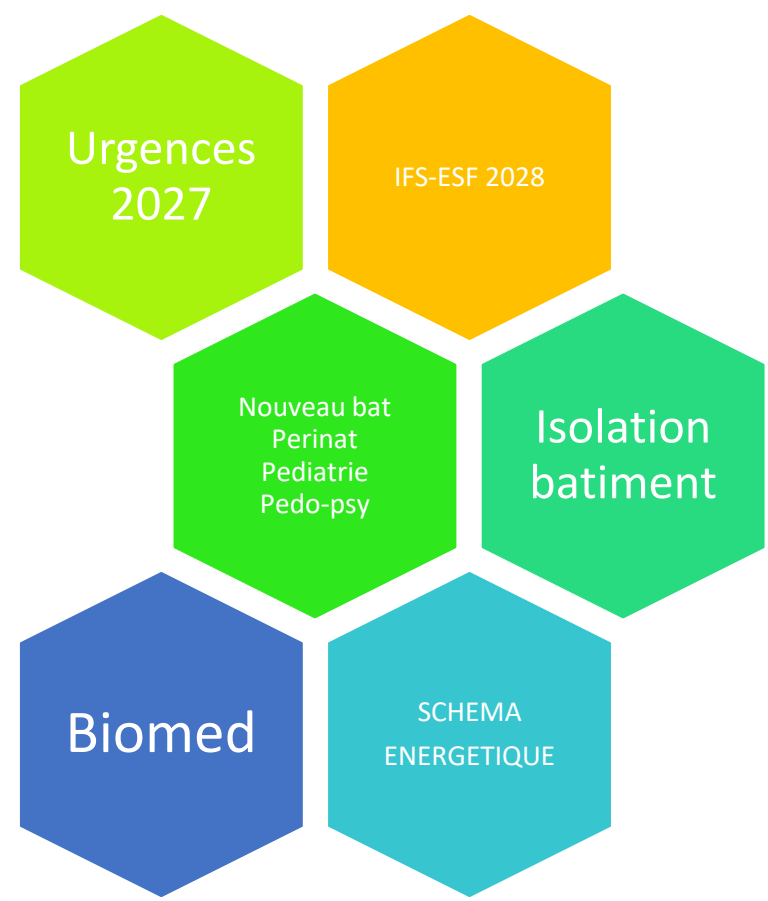 Urgences
2027
IFS-ESF 2028
Nouveau bat
Perinat
Pediatrie
Pedo-psy
Isolation
batiment
Biomed
SCHEMA
ENERGETIQUE